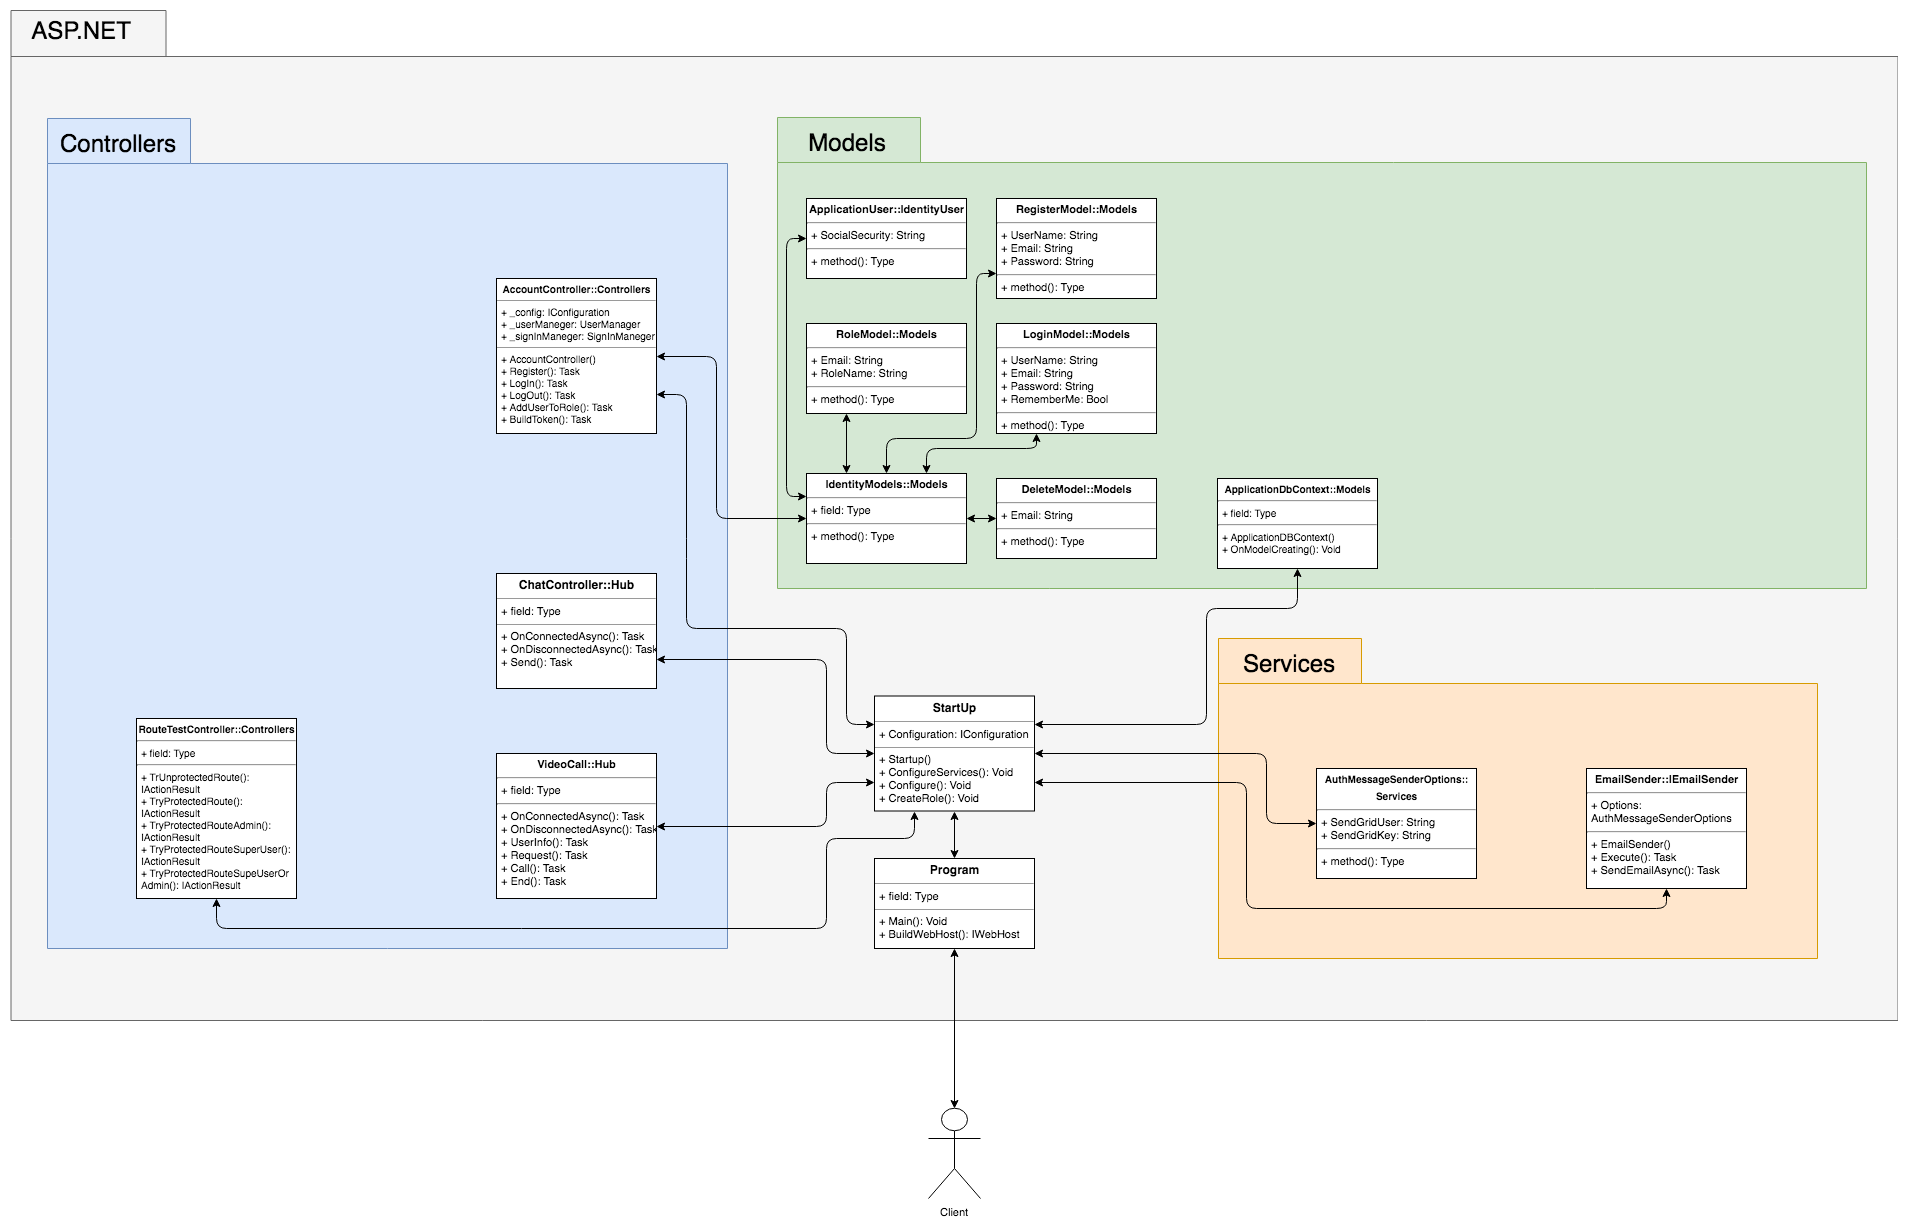 ASP.NET
Controllers
AccountController::Controllers
+ _config: IConfiguration
+ _userManeger: UserManager
+ _signInManeger: SignInManeger
+ AccountController()
+ Register(): Task
+ LogIn(): Task
+ LogOut(): Task
+ AddUserToRole(): Task
+ BuildToken(): Task
ChatController::Hub
+ field: Type
+ OnConnectedAsync(): Task
+ OnDisconnectedAsync(): Task
+ Send(): Task
RouteTestController::Controllers
+ field: Type
+ TrUnprotectedRoute():
IActionResult
+ TryProtectedRoute():
IActionResult
+ TryProtectedRouteAdmin():
IActionResult
+ TryProtectedRouteSuperUser():
IActionResult
+ TryProtectedRouteSupeUserOr
Admin(): IActionResult
VideoCall::Hub
+ field: Type
+ OnConnectedAsync(): Task
+ OnDisconnectedAsync(): Task
+ UserInfo(): Task
+ Request(): Task
+ Call(): Task
+ End(): Task
Models
ApplicationUser::IdentityUser
+ SocialSecurity: String
+ method(): Type
RegisterModel::Models
+ UserName: String
+ Email: String
+ Password: String
+ method(): Type
RoleModel::Models
+ Email: String
+ RoleName: String
+ method(): Type
LoginModel::Models
+ UserName: String
+ Email: String
+ Password: String
+ RememberMe: Bool
+ method(): Type
IdentityModels::Models
+ field: Type
+ method(): Type
DeleteModel::Models
+ Email: String
+ method(): Type
ApplicationDbContext::Models
+ field: Type
+ ApplicationDBContext()
+ OnModelCreating(): Void
StartUp
+ Configuration: IConfiguration
+ Startup()
+ ConfigureServices(): Void
+ Configure(): Void
+ CreateRole(): Void
Program
+ field: Type
+ Main(): Void
+ BuildWebHost(): IWebHost
Services
AuthMessageSenderOptions::
Services
+ SendGridUser: String
+ SendGridKey: String
+ method(): Type
EmailSender::IEmailSender
+ Options:
AuthMessageSenderOptions
+ EmailSender()
+ Execute(): Task
+ SendEmailAsync(): Task
Client